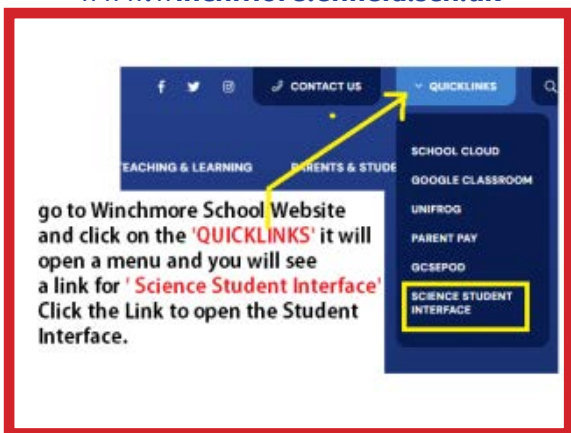 CONTACT US
QUICKLINKS
TEACHING & LEARNING
PARENTS & STUDE
SCHOOL CLOUD
GOOGLE CLASSROOM
UNIFROG
PARENT PAY
GCSEPOD
SCIENCE STUDENT
INTERFACE
go to Winchmore School Website
and click on the 'QUICKLINKS' it will
open a menu and you will see
a link for ' Science Student Interface'
Click the Link to open the Student
Interface.